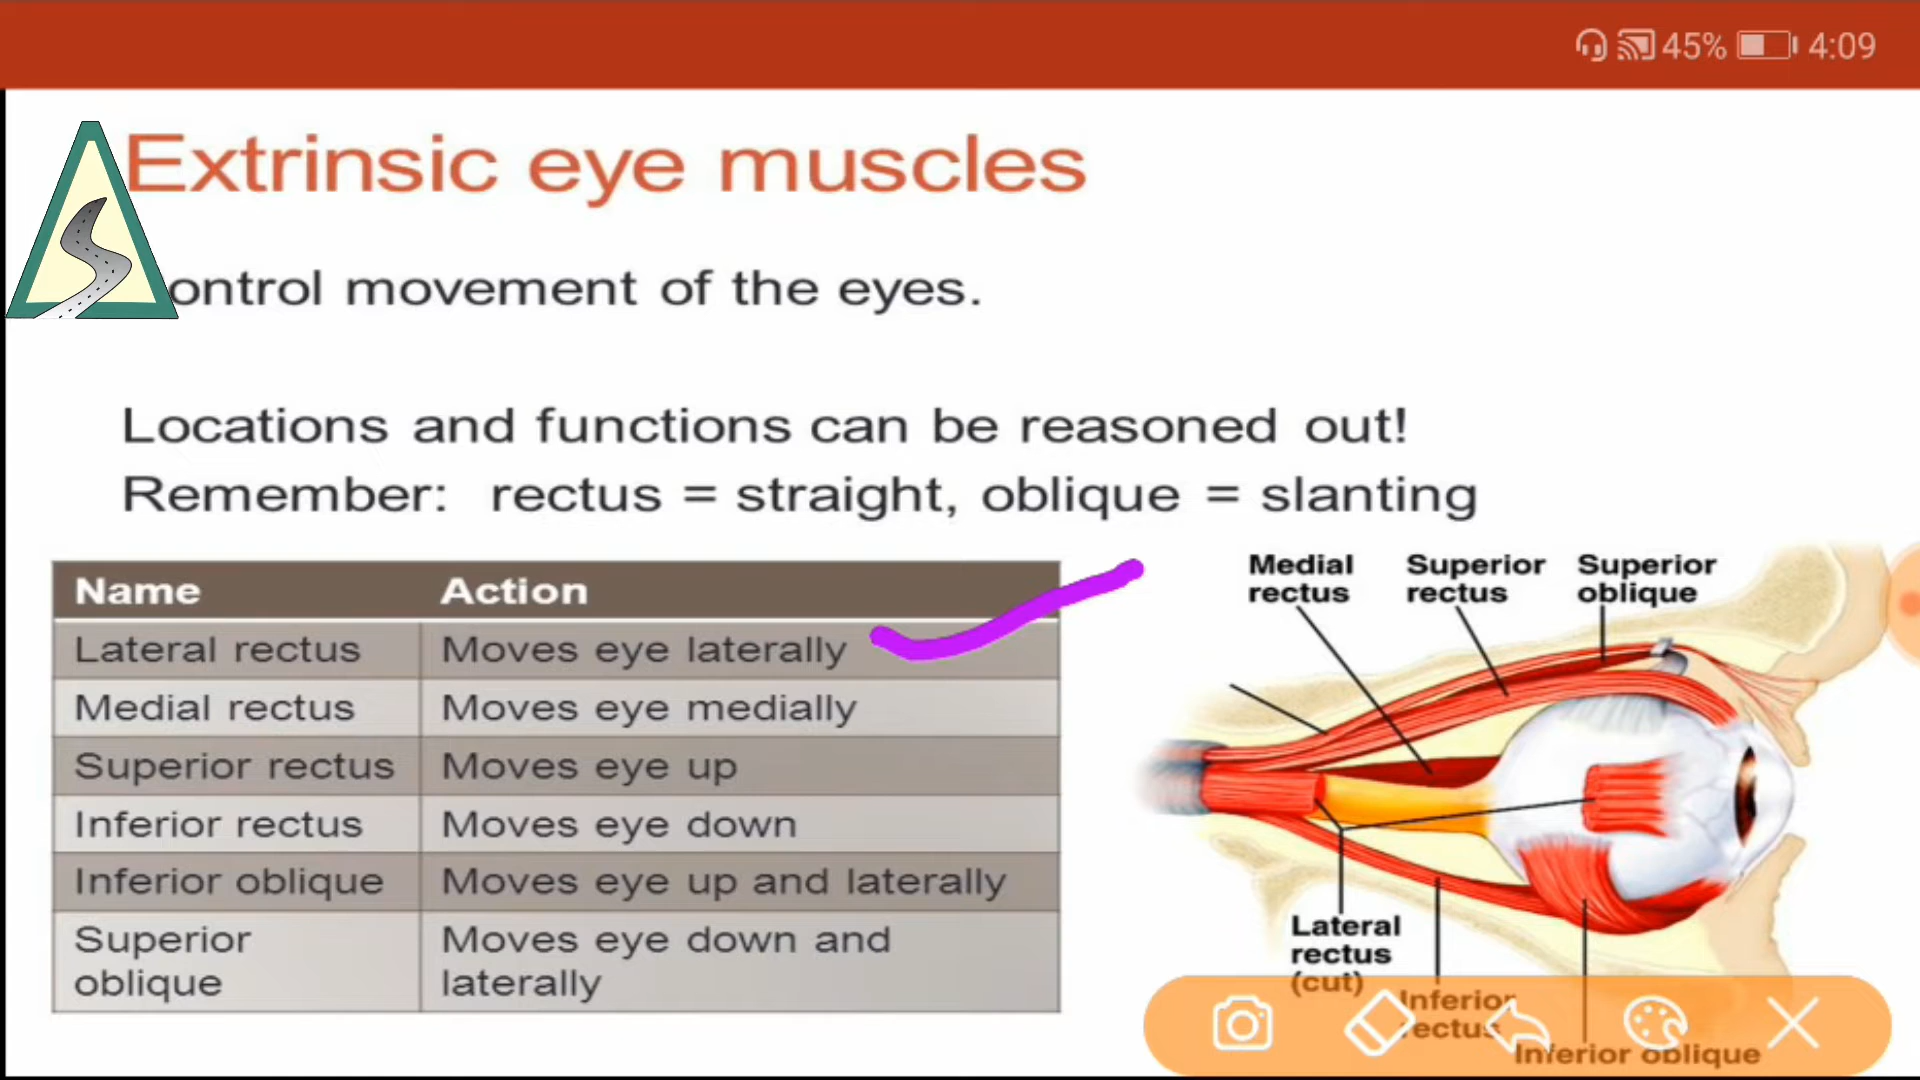 45% 4:09
Extrinsic eye muscles
ontrol movement of the eyes.
Locations and functions can be reasoned out!
Remember: rectus = straight, oblique = slanting
Name Action
Lateral rectus Moves eye laterally
Medial rectus Moves eye medially
Superior rectus Moves eye up
Inferior rectus Moves eye down
Inferior oblique Moves eye up and laterally
Superior oblique Moves eye down and laterally
Medial rectus
Superior rectus
Superior oblique
Lateral rectus (cut)
Inferior rectus
Inferior oblique